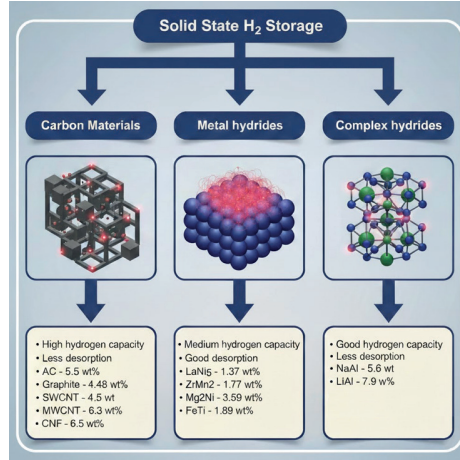 Solid State H₂ Storage
Carbon Materials
Metal hydrides
Complex hydrides
• High hydrogen capacity
• Less desorption
• AC - 5.5 wt%
• Graphite - 4.48 wt%
• SWCNT - 4.5 wt
• MWCNT - 6.3 wt%
• CNF - 6.5 wt%
• Medium hydrogen capacity
• Good desorption
• LaNi₅ - 1.37 wt%
• ZrMn2 - 1.77 wt%
• Mg2Ni - 3.59 wt%
• FeTi - 1.89 wt%
• Good hydrogen capacity
• Less desorption
• NaAl - 5.6 wt
• LiAl - 7.9 w%